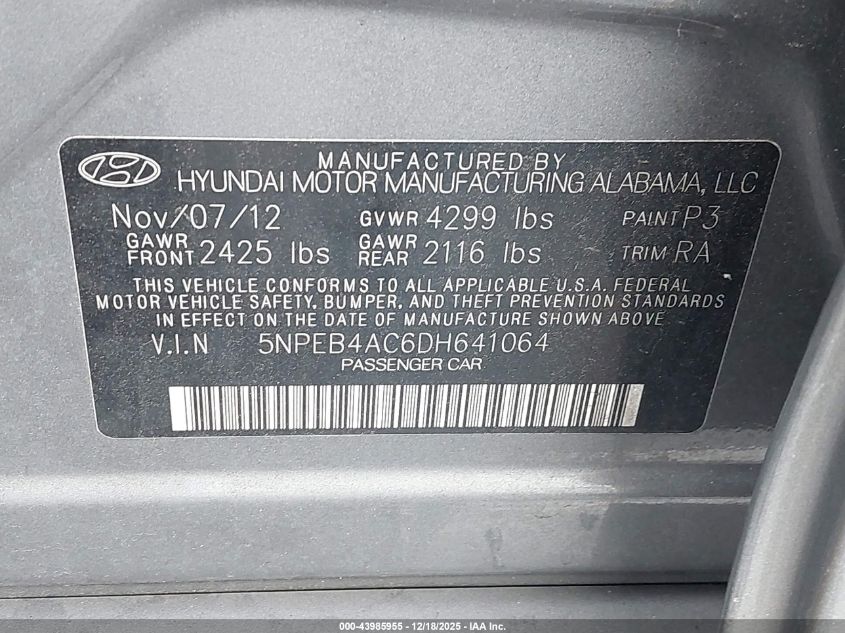 MANUFACTURED BY
HYUNDAI MOTOR MANUFACTURING ALABAMA, LLC
Nov/07/12 GVWR 4299 lbs PAINT P3
GAWR FRONT 2425 lbs GAWR REAR 2116 lbs TRIM RA
THIS VEHICLE CONFORMS TO ALL APPLICABLE U.S.A. FEDERAL
MOTOR VEHICLE SAFETY, BUMPER, AND THEFT PREVENTION STANDARDS
IN EFFECT ON THE DATE OF MANUFACTURE SHOWN ABOVE
V.I.N 5NPEB4AC6DH641064
PASSENGER CAR
000-43985955 - 12/18/2025 - IAA Inc.